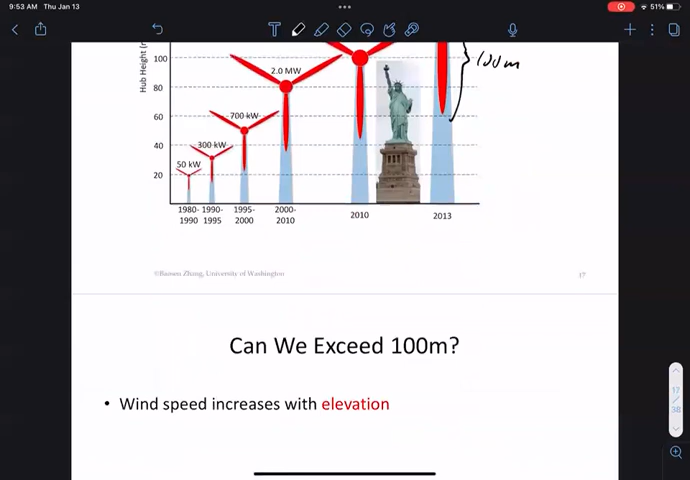 9:53 AM Thu Jan 13
51%
Hub Height (
100
80
60
40
20
2.0 MW
700 kW
300 kW
50 kW
100m
1980-
1990
1990-
1995
1995-
2000
2000-
2010
2010
2013
©Baosen Zhang, University of Washington
17
Can We Exceed 100m?
• Wind speed increases with elevation
17
/
38